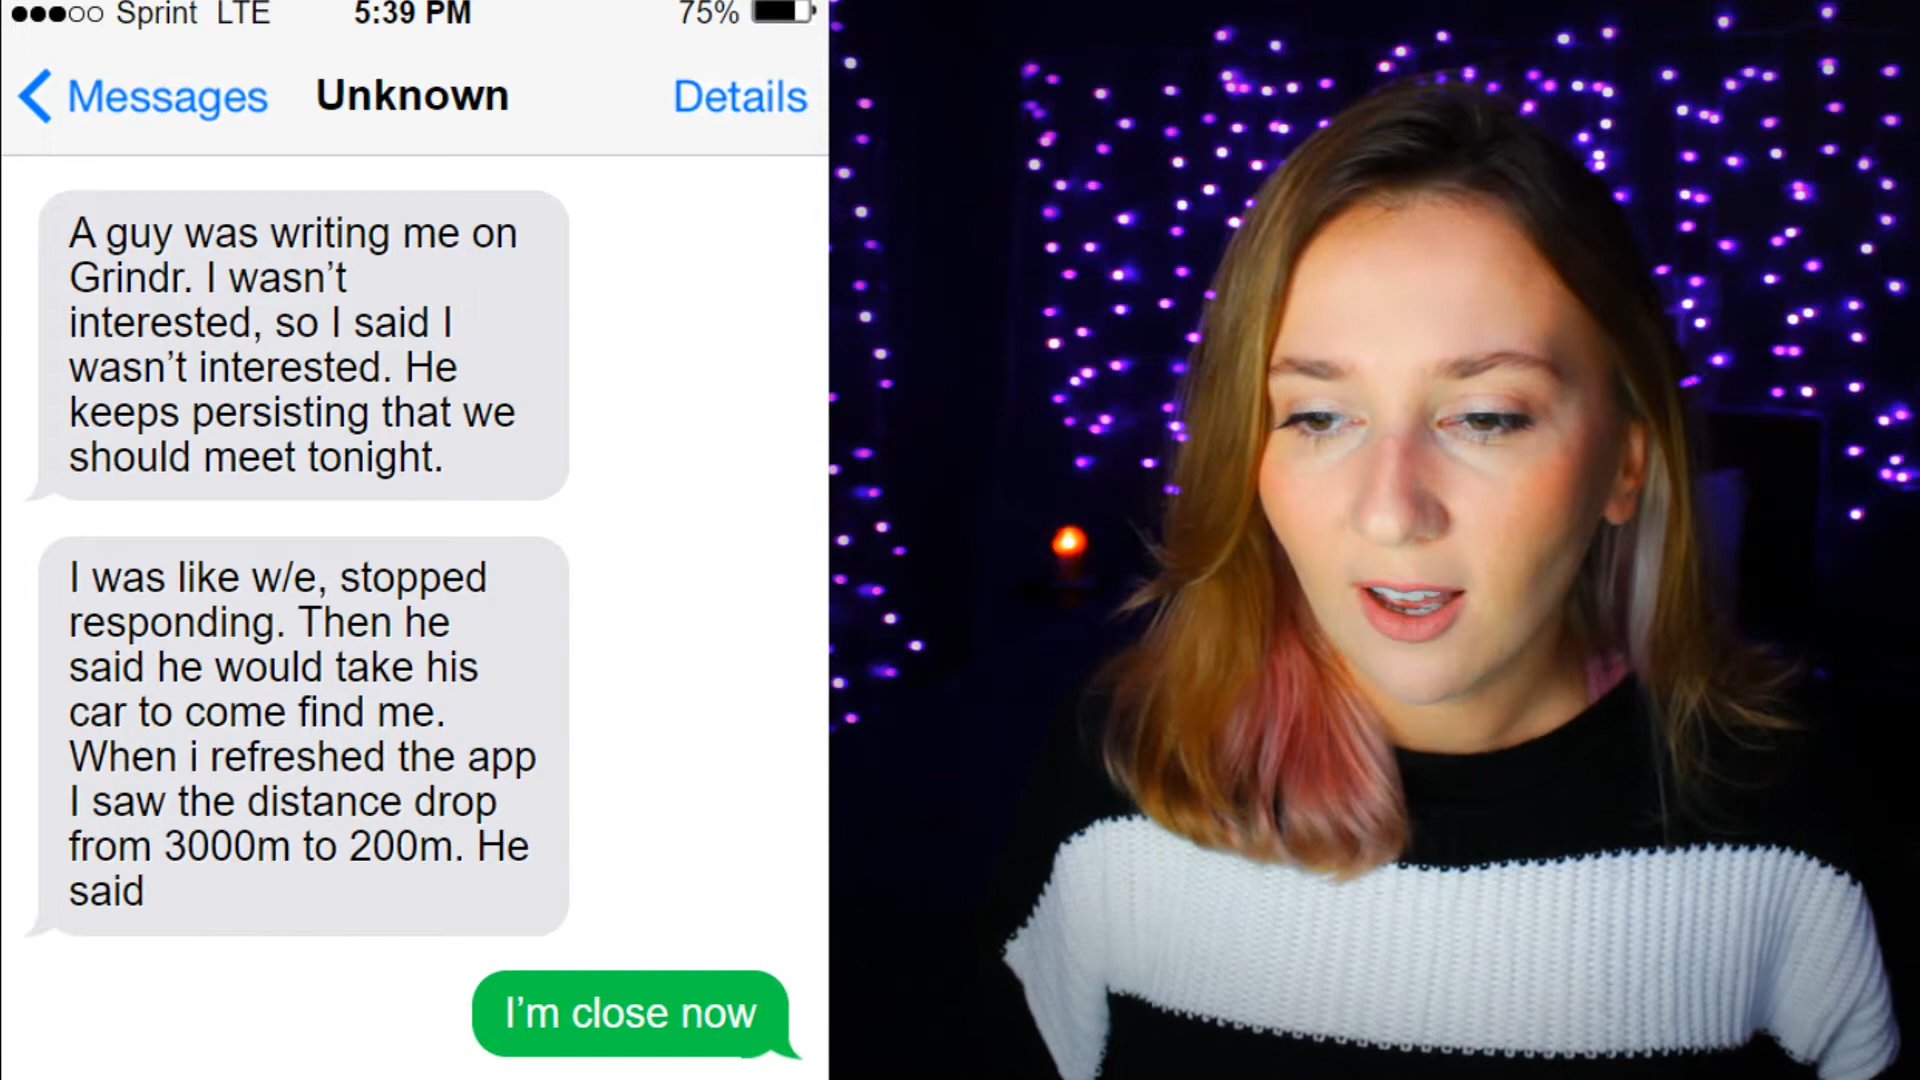 Sprint LTE 5:39 PM 75%
Messages Unknown Details
A guy was writing me on
Grindr. I wasn’t
interested, so I said I
wasn’t interested. He
keeps persisting that we
should meet tonight.
I was like w/e, stopped
responding. Then he
said he would take his
car to come find me.
When i refreshed the app
I saw the distance drop
from 3000m to 200m. He
said
I’m close now